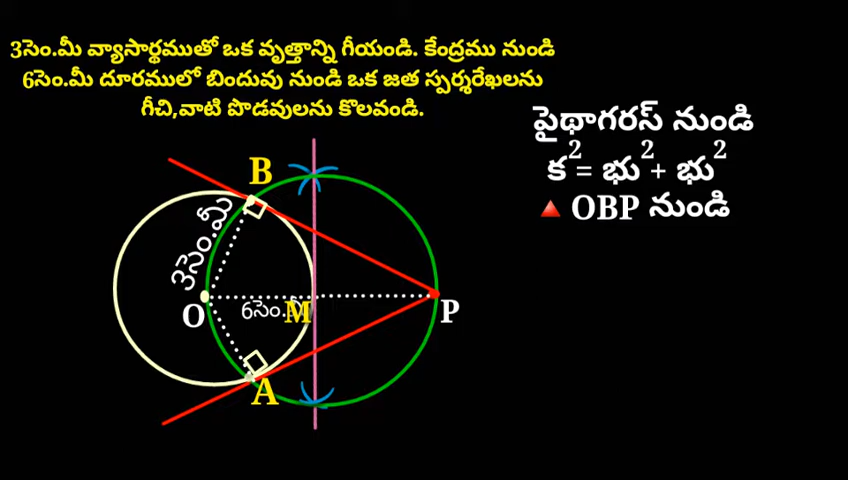 3సెం.మీ వ్యాసార్థముతో ఒక వృత్తాన్ని గీయండి. కేంద్రము నుండి
6సెం.మీ దూరములో బిందువు నుండి ఒక జత స్పర్శరేఖలను
గీచి,వాటి పొడవులను కొలవండి.
పైథాగరస్ నుండి
క²= భు²+ భు²
🔺 OBP నుండి
B
3సెం.మీ
O
6సెం.మీ
M
P
A